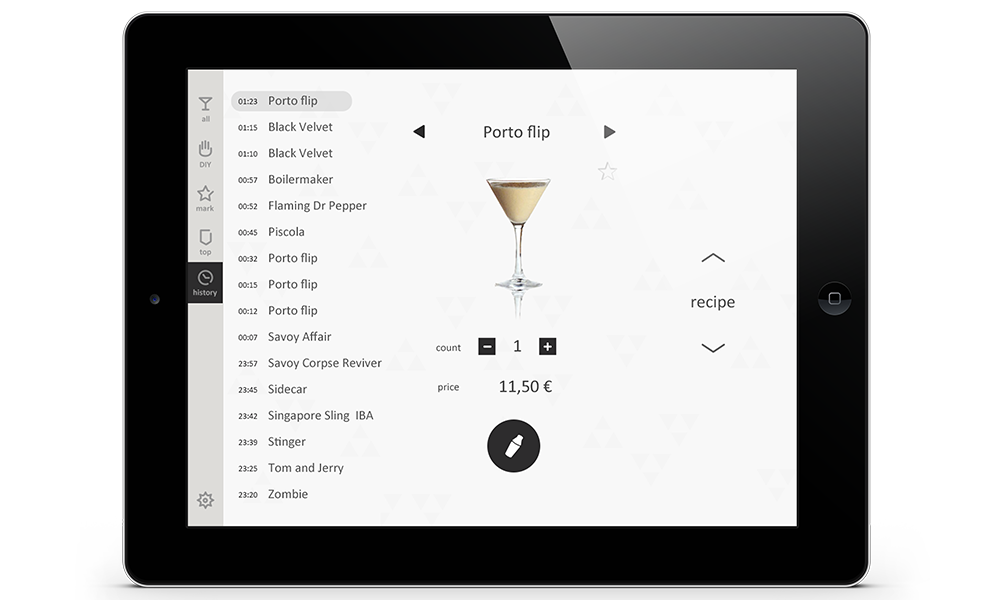 all
DIY
mark
top
history
01:23 Porto flip
01:15 Black Velvet
01:10 Black Velvet
00:57 Boilermaker
00:52 Flaming Dr Pepper
00:45 Piscola
00:32 Porto flip
00:15 Porto flip
00:12 Porto flip
00:07 Savoy Affair
23:57 Savoy Corpse Reviver
23:45 Sidecar
23:42 Singapore Sling IBA
23:39 Stinger
23:25 Tom and Jerry
23:20 Zombie
Porto flip
count − 1 +
price 11,50 €
recipe